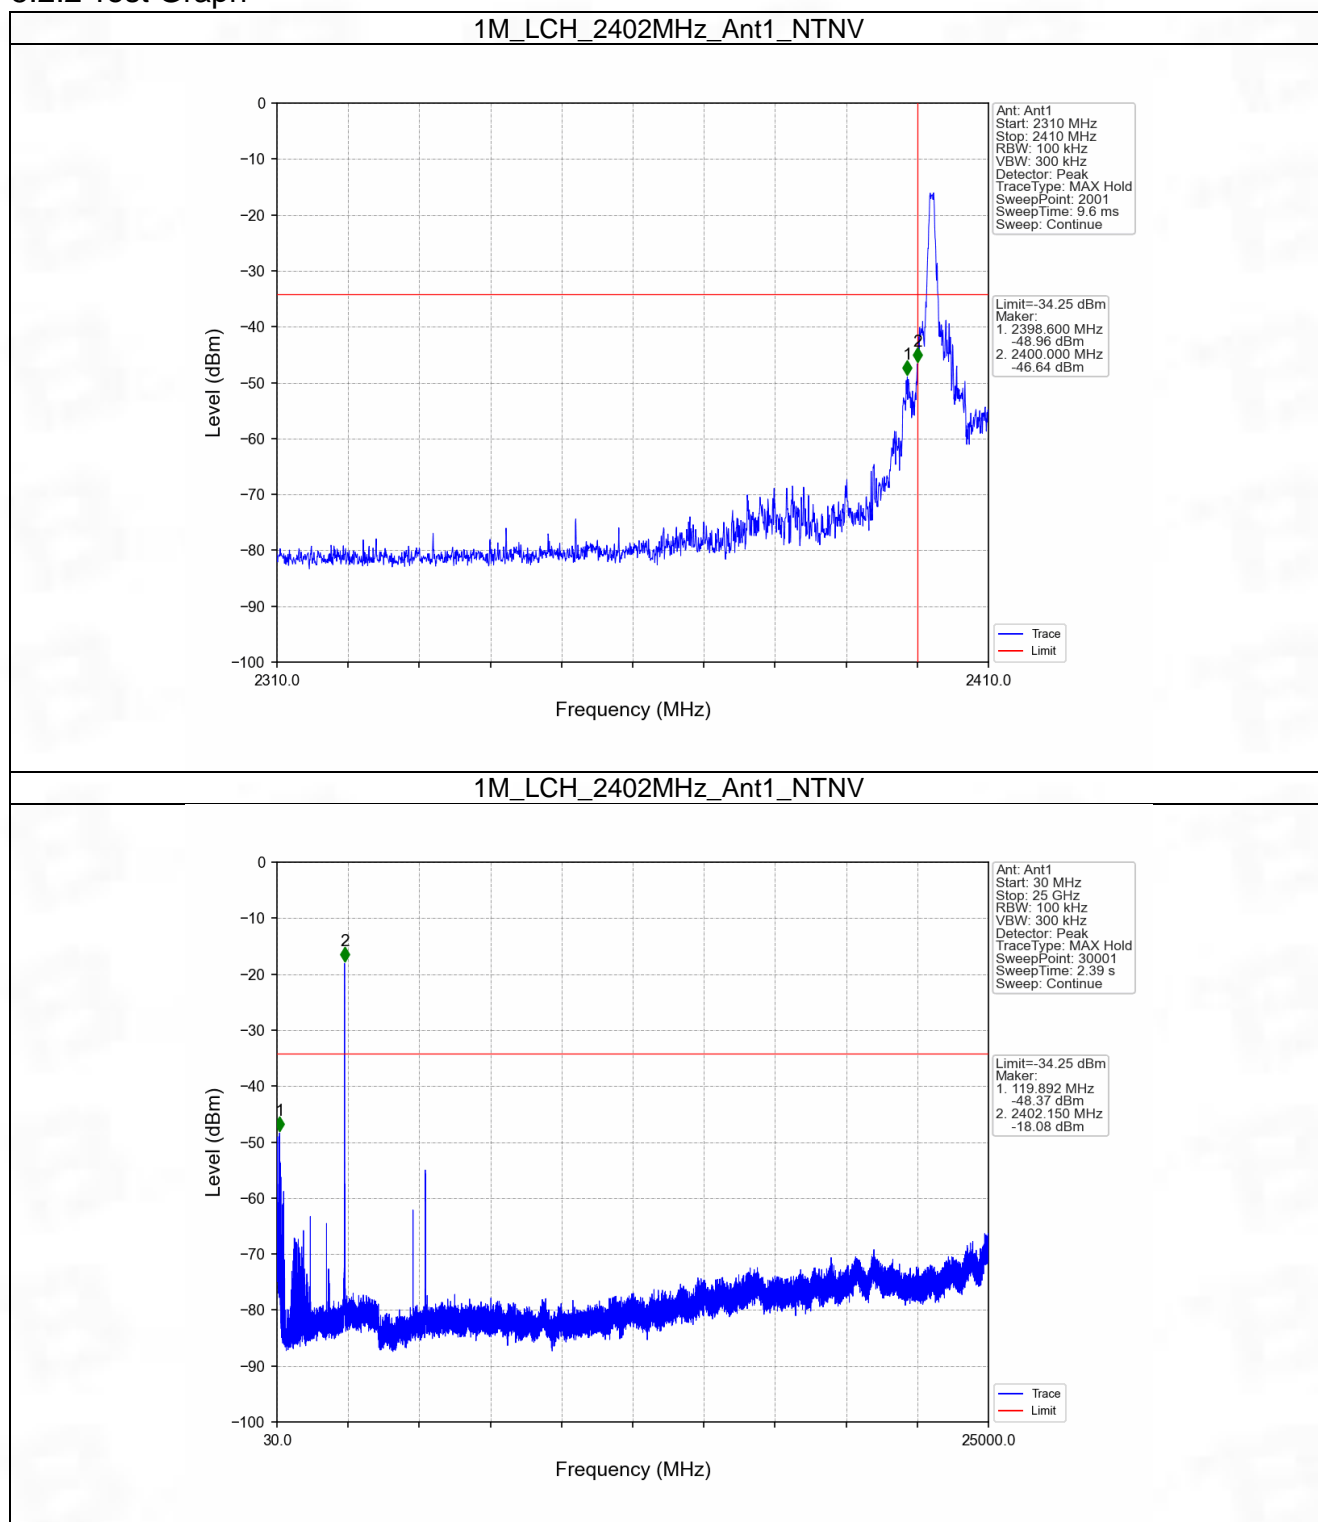 1M_LCH_2402MHz_Ant1_NTNV
0
−10
−20
−30
−40
−50
−60
−70
−80
−90
−100
Level (dBm)
2310.0
2410.0
Frequency (MHz)
1
2
Ant: Ant1
Start: 2310 MHz
Stop: 2410 MHz
RBW: 100 kHz
VBW: 300 kHz
Detector: Peak
TraceType: MAX Hold
SweepPoint: 2001
SweepTime: 9.6 ms
Sweep: Continue
Limit=-34.25 dBm
Maker:
1. 2398.600 MHz
-48.96 dBm
2. 2400.000 MHz
-46.64 dBm
Trace
Limit
1M_LCH_2402MHz_Ant1_NTNV
0
−10
−20
−30
−40
−50
−60
−70
−80
−90
−100
Level (dBm)
30.0
25000.0
Frequency (MHz)
1
2
Ant: Ant1
Start: 30 MHz
Stop: 25 GHz
RBW: 100 kHz
VBW: 300 kHz
Detector: Peak
TraceType: MAX Hold
SweepPoint: 30001
SweepTime: 2.39 s
Sweep: Continue
Limit=-34.25 dBm
Maker:
1. 119.892 MHz
-48.37 dBm
2. 2402.150 MHz
-18.08 dBm
Trace
Limit